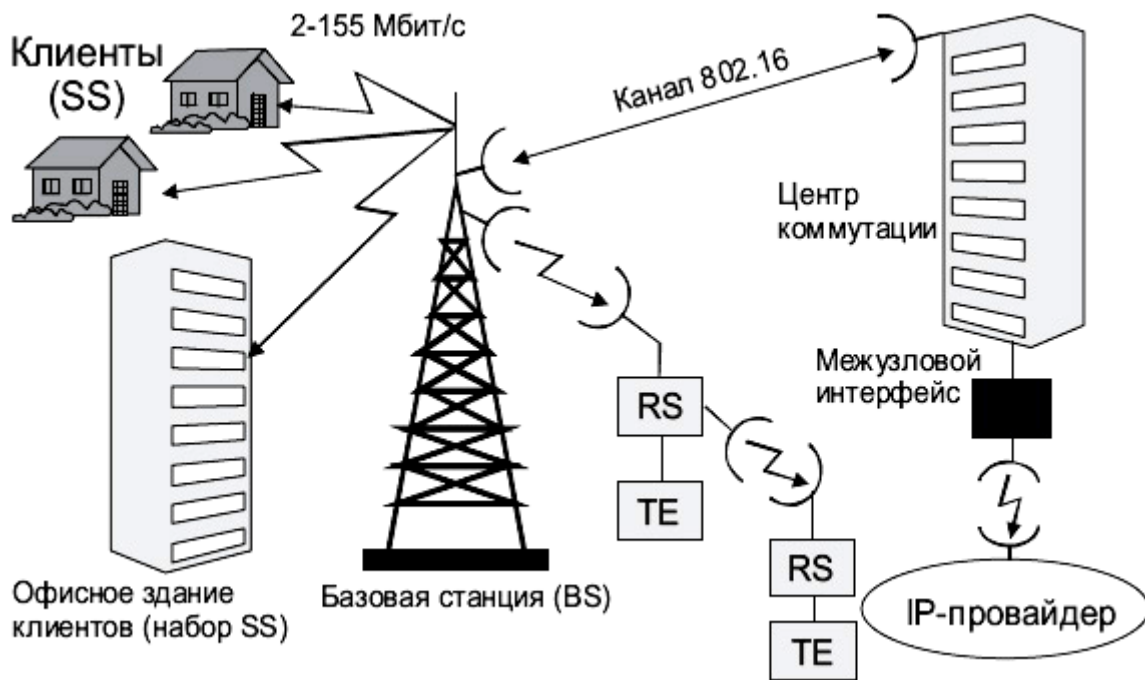 2-155 Мбит/с
Клиенты
(SS)
Канал 802.16
Центр
коммутации
Межузловой
интерфейс
RS
TE
RS
TE
IP-провайдер
Базовая станция (BS)
Офисное здание
клиентов (набор SS)